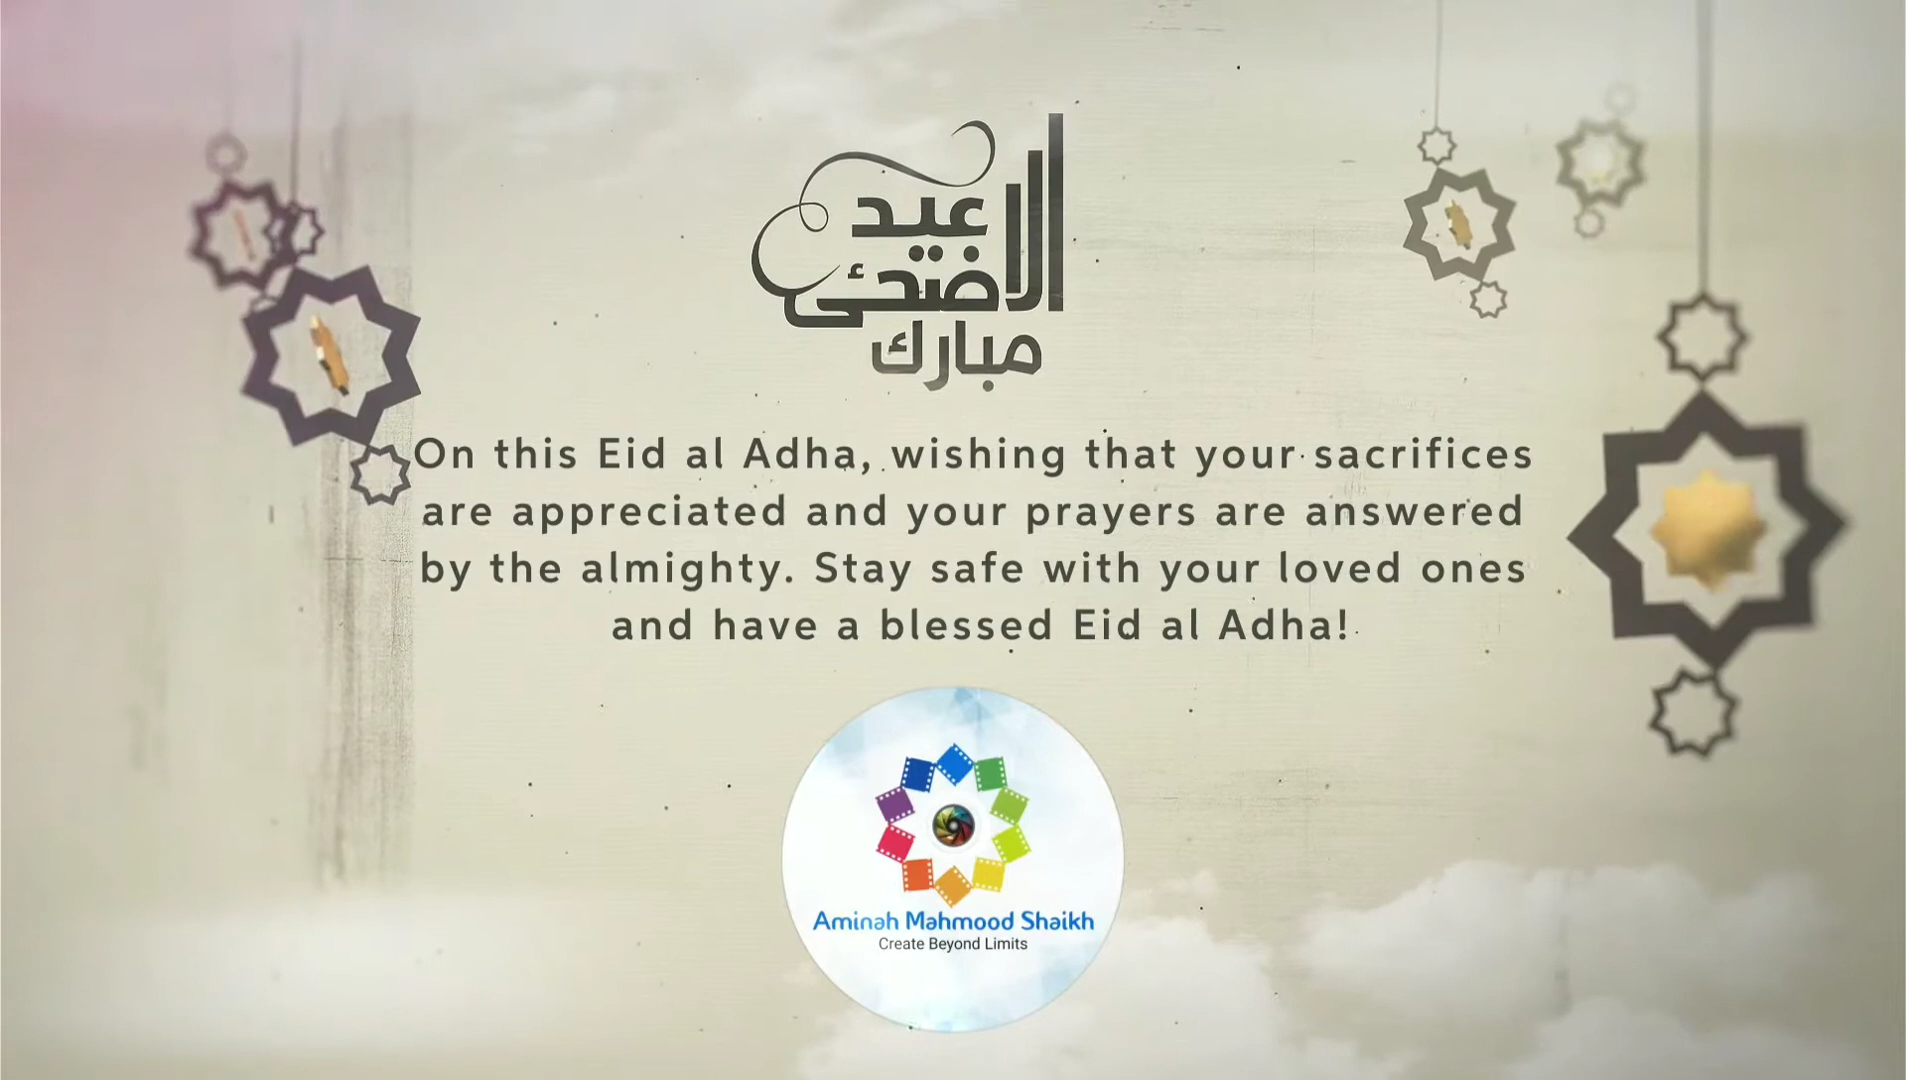 عيد
الاضحى
مبارك
On this Eid al Adha, wishing that your sacrifices
are appreciated and your prayers are answered
by the almighty. Stay safe with your loved ones
and have a blessed Eid al Adha!
Aminah Mahmood Shaikh
Create Beyond Limits